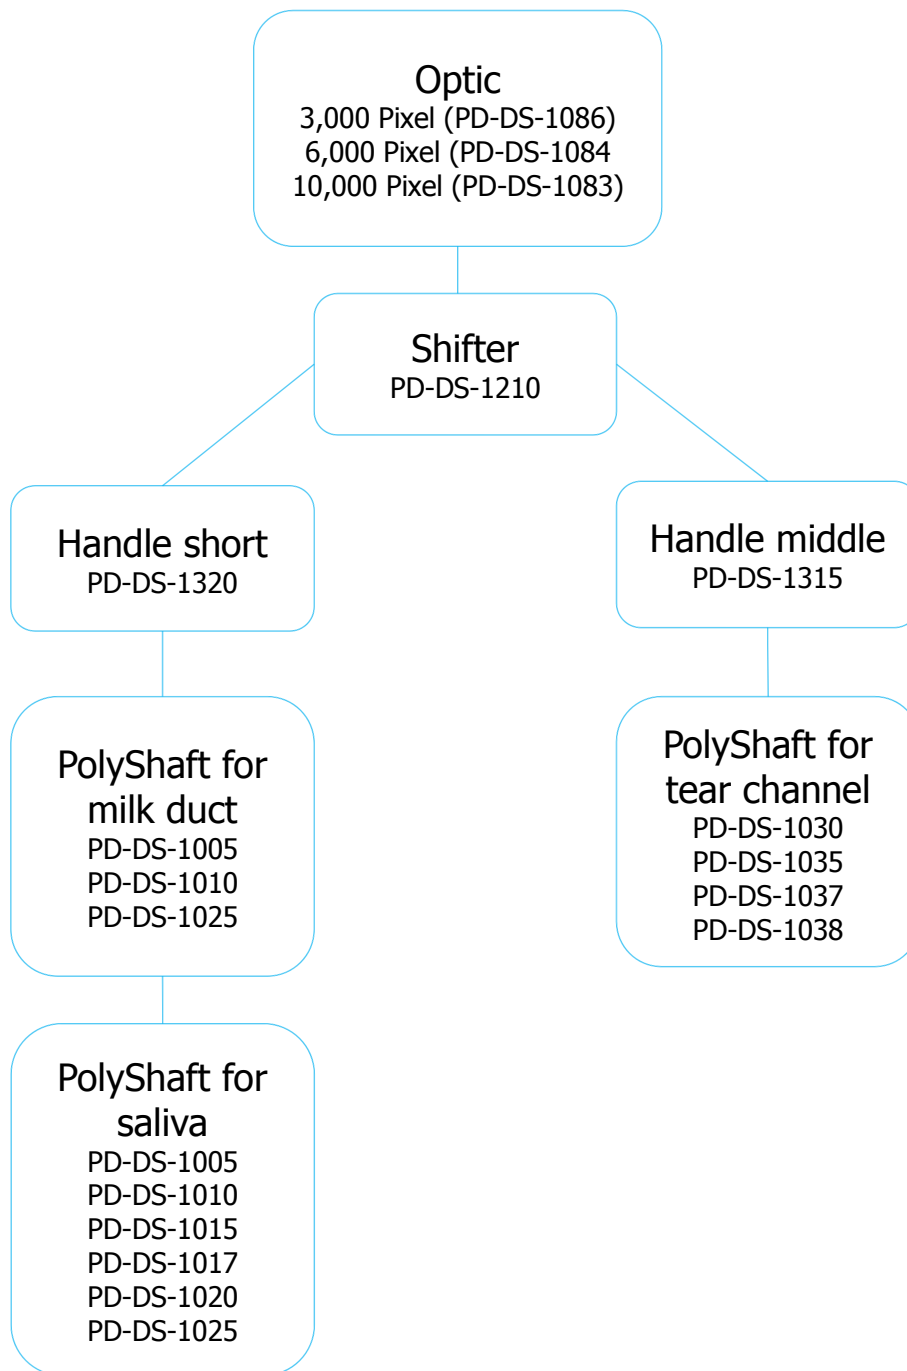 Optic
3,000 Pixel (PD-DS-1086)
6,000 Pixel (PD-DS-1084
10,000 Pixel (PD-DS-1083)
Shifter
PD-DS-1210
Handle short
PD-DS-1320
Handle middle
PD-DS-1315
PolyShaft for
milk duct
PD-DS-1005
PD-DS-1010
PD-DS-1025
PolyShaft for
tear channel
PD-DS-1030
PD-DS-1035
PD-DS-1037
PD-DS-1038
PolyShaft for
saliva
PD-DS-1005
PD-DS-1010
PD-DS-1015
PD-DS-1017
PD-DS-1020
PD-DS-1025